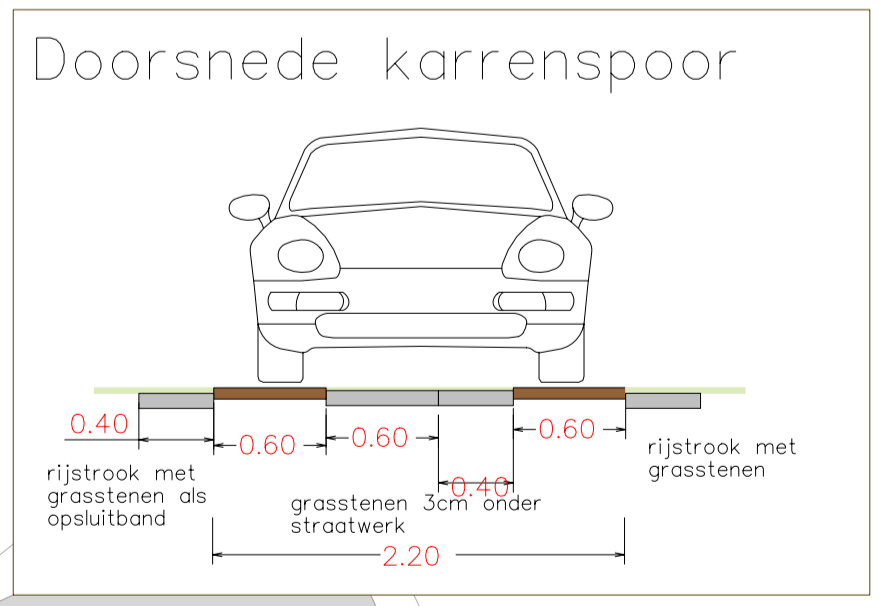 Doorsnede karrenspoor
0.40
0.60
0.60
0.60
0.40
rijstrook met
grasstenen als
opsluitband
grasstenen 3cm onder
straatwerk
rijstrook met
grasstenen
2.20